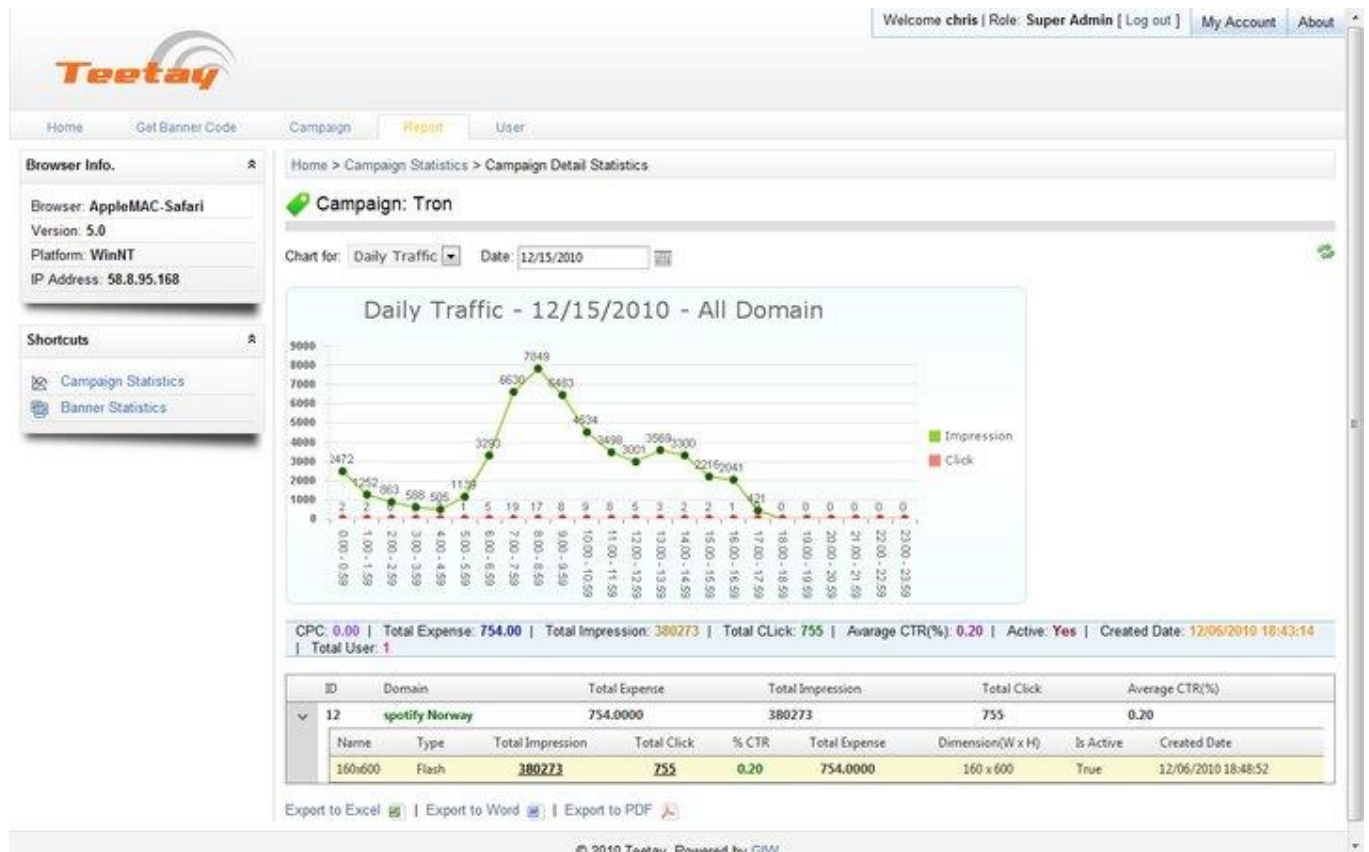 Welcome chris | Role: Super Admin [ Log out ] My Account About
Teetay
Home Get Banner Code Campaign Report User
Browser Info.
Browser: AppleMAC-Safari
Version: 5.0
Platform: WinNT
IP Address: 58.8.95.168
Shortcuts
Campaign Statistics
Banner Statistics
Home > Campaign Statistics > Campaign Detail Statistics
Campaign: Tron
Chart for: Daily Traffic Date: 12/15/2010
Daily Traffic - 12/15/2010 - All Domain
9000
8000
7000
6000
5000
4000
3000
2000
1000
0
2472 1252 863 588 505 1139 3290 6630 7849 6483 4534 3498 3001 3569 3300 2216 2041 421
2 2 1 5 19 17 8 9 8 5 3 2 2 1 0 0 0 0 0 0
0.00 - 0.59
1.00 - 1.59
2.00 - 2.59
3.00 - 3.59
4.00 - 4.59
5.00 - 5.59
6.00 - 6.59
7.00 - 7.59
8.00 - 8.59
9.00 - 9.59
10.00 - 10.59
11.00 - 11.59
12.00 - 12.59
13.00 - 13.59
14.00 - 14.59
15.00 - 15.59
16.00 - 16.59
17.00 - 17.59
18.00 - 18.59
19.00 - 19.59
20.00 - 20.59
21.00 - 21.59
22.00 - 22.59
23.00 - 23.59
Impression
Click
CPC: 0.00 | Total Expense: 754.00 | Total Impression: 380273 | Total CLick: 755 | Avarage CTR(%): 0.20 | Active: Yes | Created Date: 12/06/2010 18:43:14
| Total User: 1
ID Domain Total Expense Total Impression Total Click Average CTR(%)
12 spotify Norway 754.0000 380273 755 0.20
Name Type Total Impression Total Click % CTR Total Expense Dimension(W x H) Is Active Created Date
160x600 Flash 380273 755 0.20 754.0000 160 x 600 True 12/06/2010 18:48:52
Export to Excel | Export to Word | Export to PDF
© 2010 Teetay. Powered by GIW